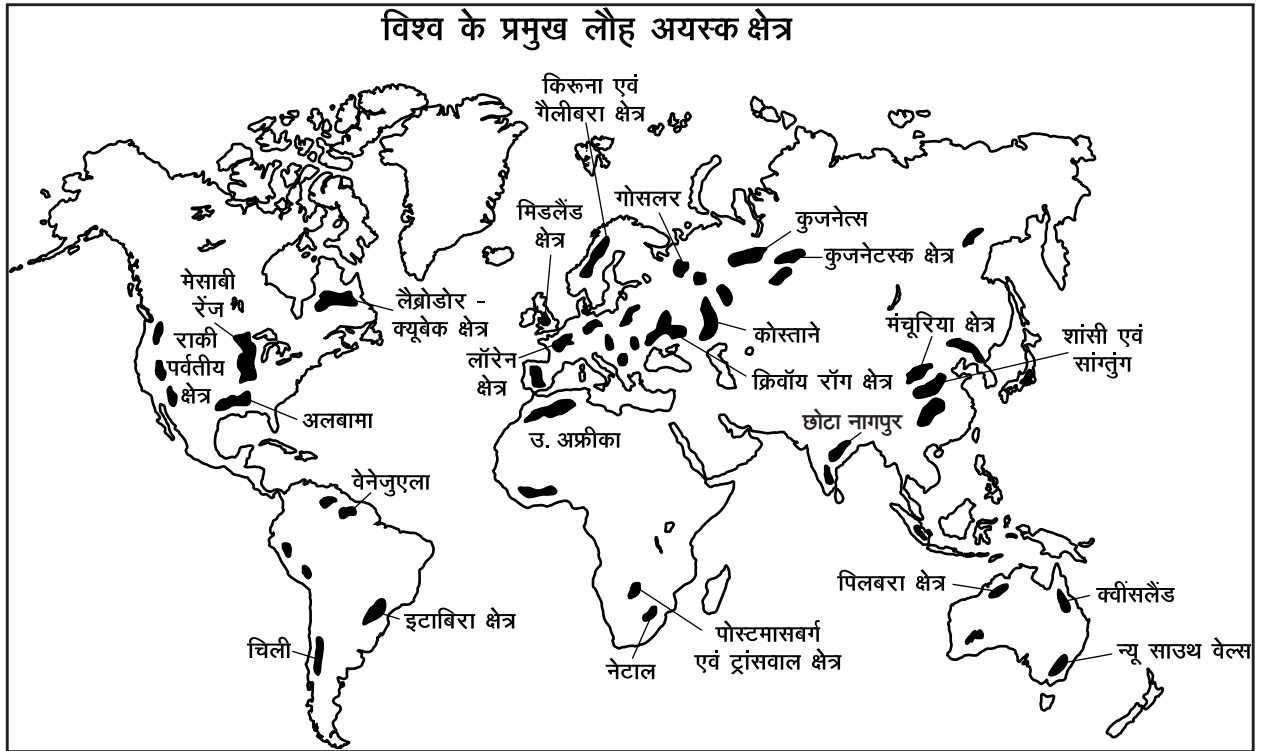 विश्व के प्रमुख लौह अयस्क क्षेत्र
किरूना एवं
गैलीबरा क्षेत्र
मिडलैंड
क्षेत्र
गोसलर
कुजनेत्स
कुजनेटस्क क्षेत्र
मेसाबी
रेंज
लैब्रोडोर -
क्यूबेक क्षेत्र
राकी
पर्वतीय
क्षेत्र
लॉरेन
क्षेत्र
कोस्ताने
मंचूरिया क्षेत्र
शांसी एवं
सांग्तुंग
क्रिवॉय रॉग क्षेत्र
अलबामा
उ. अफ्रीका
छोटा नागपुर
वेनेजुएला
पिलबरा क्षेत्र
क्वींसलैंड
इटाबिरा क्षेत्र
चिली
पोस्टमासबर्ग
एवं ट्रांसवाल क्षेत्र
नेटाल
न्यू साउथ वेल्स